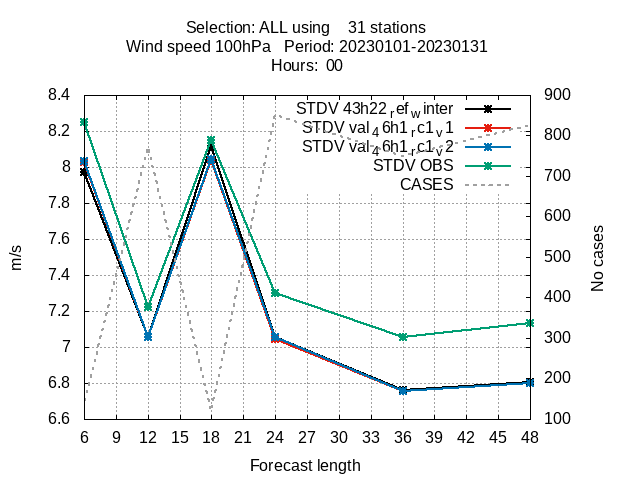 Selection: ALL using 31 stations
Wind speed 100hPa Period: 20230101-20230131
Hours: 00
STDV 43h22refwinter
STDV val46h1rc1v1
STDV val46h1rc1v2
STDV OBS
CASES
8.4
8.2
8
7.8
7.6
7.4
7.2
7
6.8
6.6
m/s
900
800
700
600
500
400
300
200
100
No cases
6 9 12 15 18 21 24 27 30 33 36 39 42 45 48
Forecast length